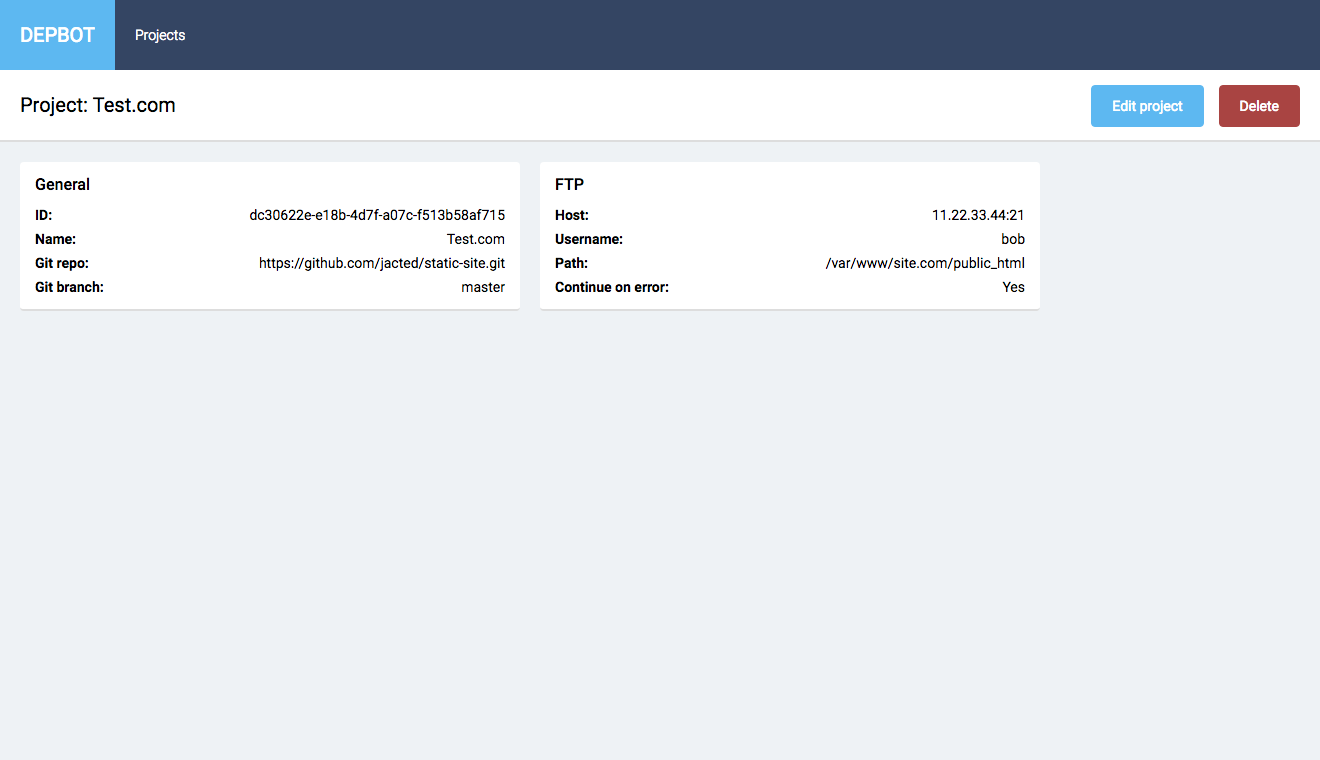 DEPBOT Projects
Project: Test.com Edit project Delete
General
ID: dc30622e-e18b-4d7f-a07c-f513b58af715
Name: Test.com
Git repo: https://github.com/jacted/static-site.git
Git branch: master
FTP
Host: 11.22.33.44:21
Username: bob
Path: /var/www/site.com/public_html
Continue on error: Yes